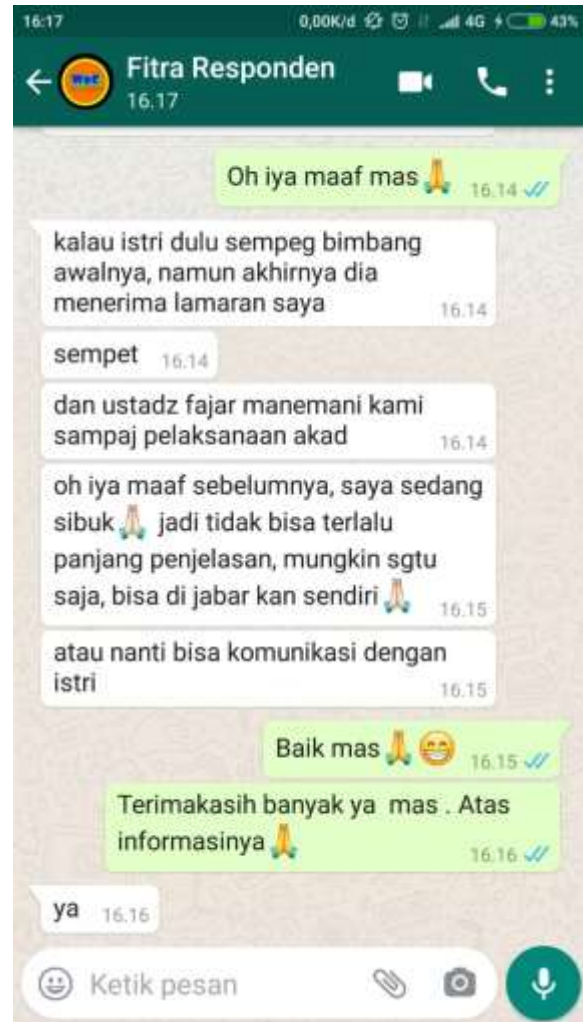 16:17 0,00K/d 4G 43%
Fitra Responden
16.17
Oh iya maaf mas🙏 16.14
kalau istri dulu sempeg bimbang
awalnya, namun akhirnya dia
menerima lamaran saya 16.14
sempet 16.14
dan ustadz fajar manemani kami
sampaj pelaksanaan akad 16.14
oh iya maaf sebelumnya, saya sedang
sibuk🙏 jadi tidak bisa terlalu
panjang penjelasan, mungkin sgtu
saja, bisa di jabar kan sendiri🙏 16.15
atau nanti bisa komunikasi dengan
istri 16.15
Baik mas🙏😁 16.15
Terimakasih banyak ya mas . Atas
informasinya🙏 16.16
ya 16.16
Ketik pesan